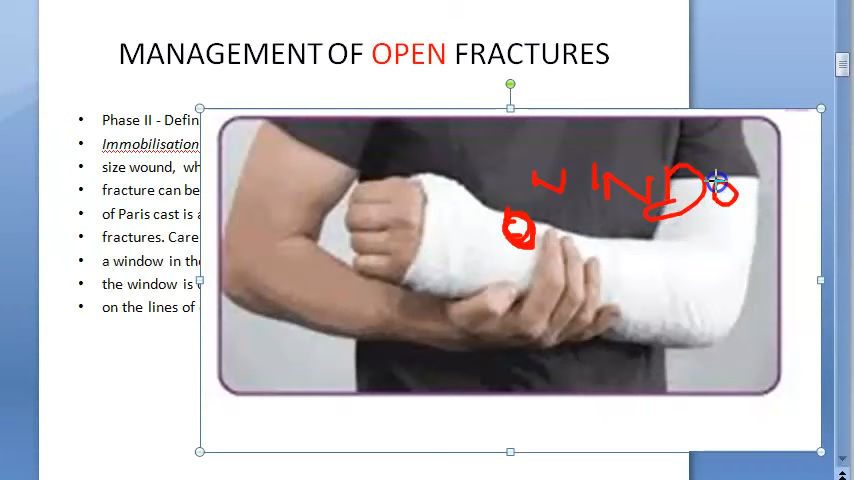 MANAGEMENT OF OPEN FRACTURES
Phase II - Defin
Immobilisation
size wound, wh
fracture can be
of Paris cast is a
fractures. Care
a window in the
the window is
on the lines of
WINDO